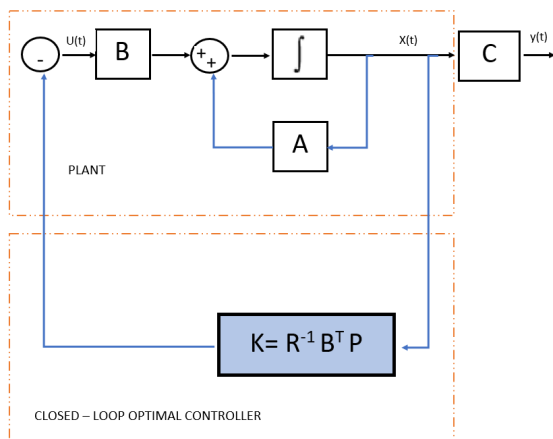 U(t)
X(t)
y(t)
-
B
+
+
∫
C
A
PLANT
K= R⁻¹ Bᵀ P
CLOSED – LOOP OPTIMAL CONTROLLER